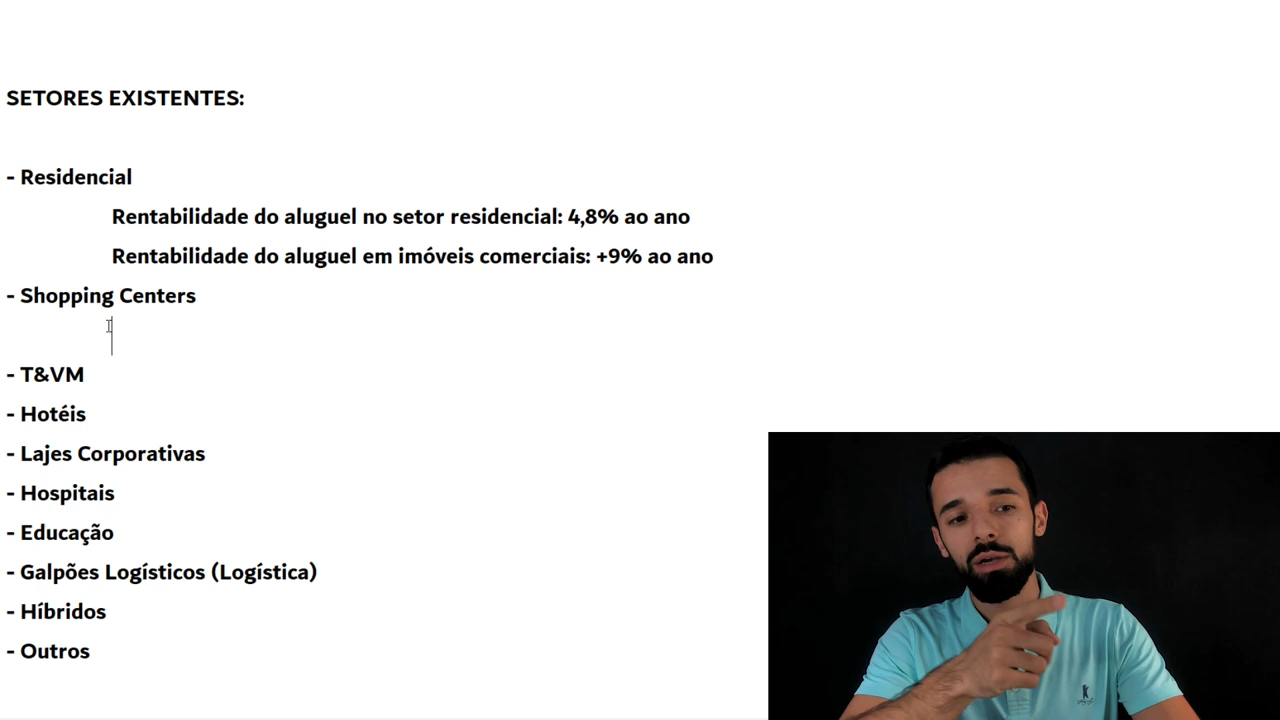 SETORES EXISTENTES:
- Residencial
Rentabilidade do aluguel no setor residencial: 4,8% ao ano
Rentabilidade do aluguel em imóveis comerciais: +9% ao ano
- Shopping Centers
- T&VM
- Hotéis
- Lajes Corporativas
- Hospitais
- Educação
- Galpões Logísticos (Logística)
- Híbridos
- Outros